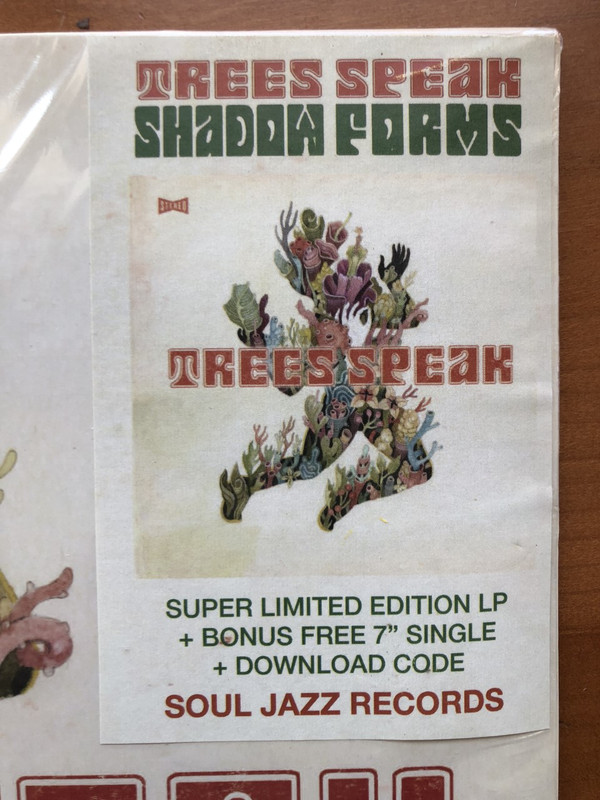 TREES SPEAK
SHADOW FORMS
STEREO
TREES SPEAK
SUPER LIMITED EDITION LP
+ BONUS FREE 7” SINGLE
+ DOWNLOAD CODE
SOUL JAZZ RECORDS